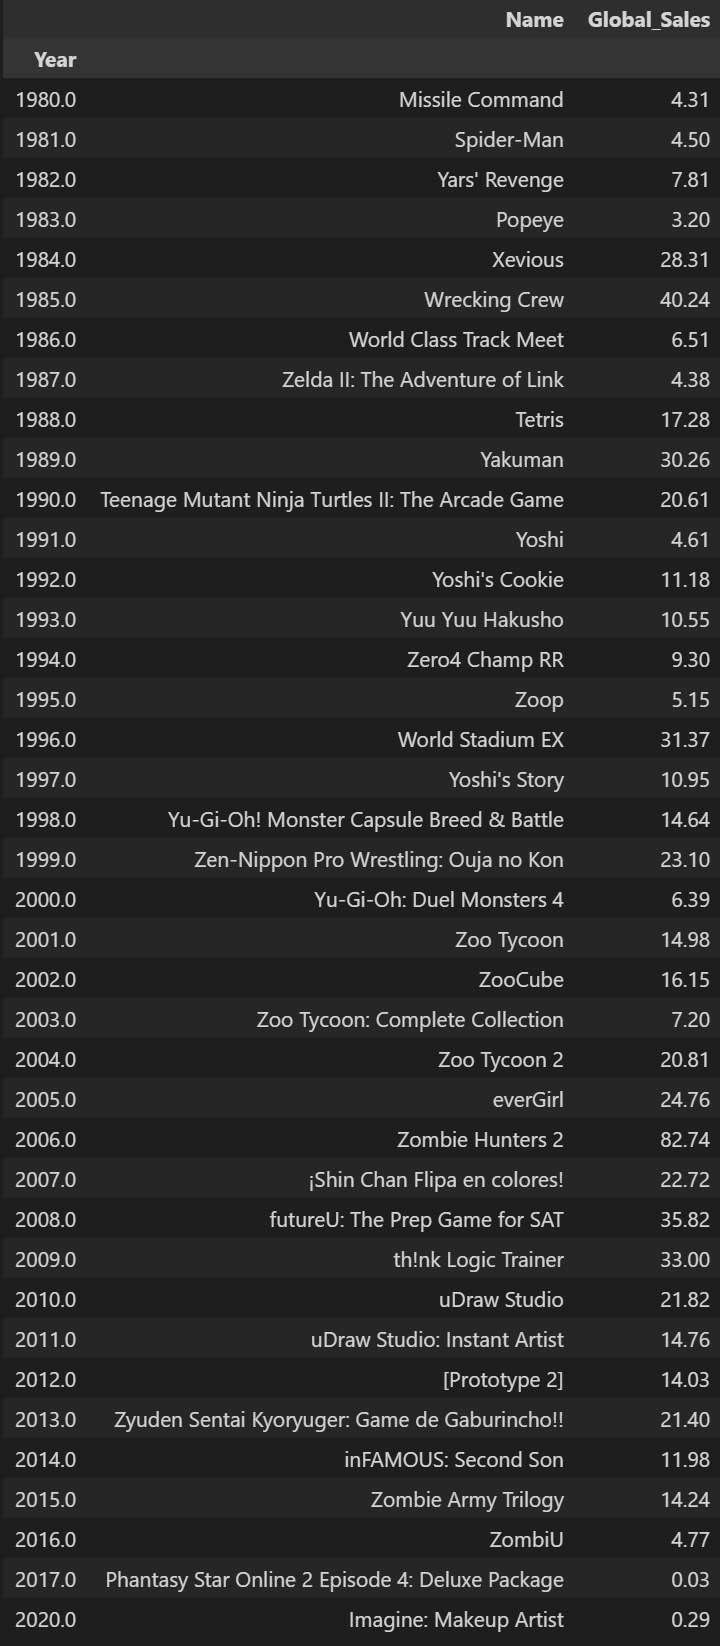 Name Global_Sales
Year
1980.0 Missile Command 4.31
1981.0 Spider-Man 4.50
1982.0 Yars' Revenge 7.81
1983.0 Popeye 3.20
1984.0 Xevious 28.31
1985.0 Wrecking Crew 40.24
1986.0 World Class Track Meet 6.51
1987.0 Zelda II: The Adventure of Link 4.38
1988.0 Tetris 17.28
1989.0 Yakuman 30.26
1990.0 Teenage Mutant Ninja Turtles II: The Arcade Game 20.61
1991.0 Yoshi 4.61
1992.0 Yoshi's Cookie 11.18
1993.0 Yuu Yuu Hakusho 10.55
1994.0 Zero4 Champ RR 9.30
1995.0 Zoop 5.15
1996.0 World Stadium EX 31.37
1997.0 Yoshi's Story 10.95
1998.0 Yu-Gi-Oh! Monster Capsule Breed & Battle 14.64
1999.0 Zen-Nippon Pro Wrestling: Ouja no Kon 23.10
2000.0 Yu-Gi-Oh: Duel Monsters 4 6.39
2001.0 Zoo Tycoon 14.98
2002.0 ZooCube 16.15
2003.0 Zoo Tycoon: Complete Collection 7.20
2004.0 Zoo Tycoon 2 20.81
2005.0 everGirl 24.76
2006.0 Zombie Hunters 2 82.74
2007.0 ¡Shin Chan Flipa en colores! 22.72
2008.0 futureU: The Prep Game for SAT 35.82
2009.0 th!nk Logic Trainer 33.00
2010.0 uDraw Studio 21.82
2011.0 uDraw Studio: Instant Artist 14.76
2012.0 [Prototype 2] 14.03
2013.0 Zyuden Sentai Kyoryuger: Game de Gaburincho!! 21.40
2014.0 inFAMOUS: Second Son 11.98
2015.0 Zombie Army Trilogy 14.24
2016.0 ZombiU 4.77
2017.0 Phantasy Star Online 2 Episode 4: Deluxe Package 0.03
2020.0 Imagine: Makeup Artist 0.29